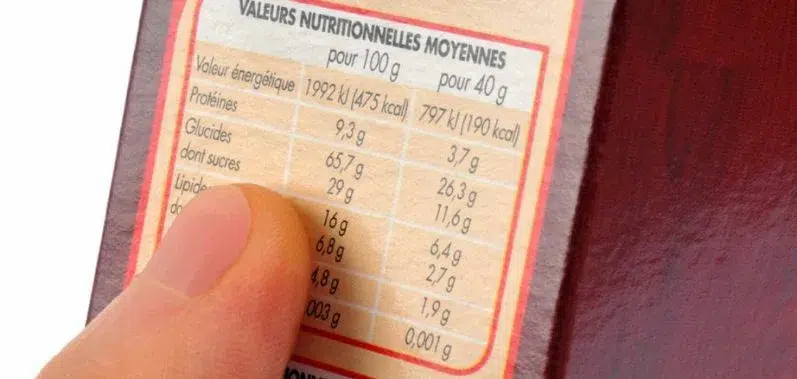 VALEURS NUTRITIONNELLES MOYENNES
pour 100 g pour 40 g
Valeur énergétique 1992 kJ (475 kcal) 797 kJ (190 kcal)
Protéines 9,3 g 3,7 g
Glucides 65,7 g 26,3 g
dont sucres 29 g 11,6 g
Lipide 16 g 6,4 g
6,8 g 2,7 g
4,8 g 1,9 g
003 g 0,001 g